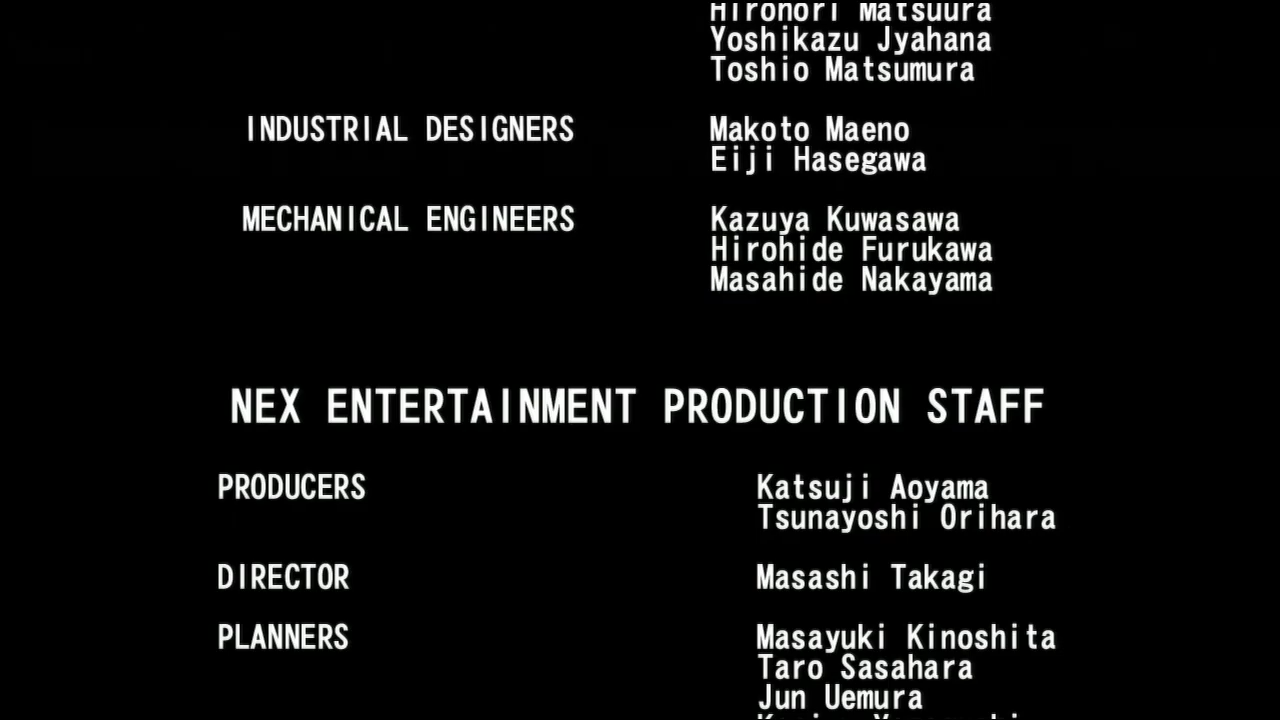 Hironori Matsuura
Yoshikazu Jyahana
Toshio Matsumura
INDUSTRIAL DESIGNERS Makoto Maeno
Eiji Hasegawa
MECHANICAL ENGINEERS Kazuya Kuwasawa
Hirohide Furukawa
Masahide Nakayama
NEX ENTERTAINMENT PRODUCTION STAFF
PRODUCERS Katsuji Aoyama
Tsunayoshi Orihara
DIRECTOR Masashi Takagi
PLANNERS Masayuki Kinoshita
Taro Sasahara
Jun Uemura